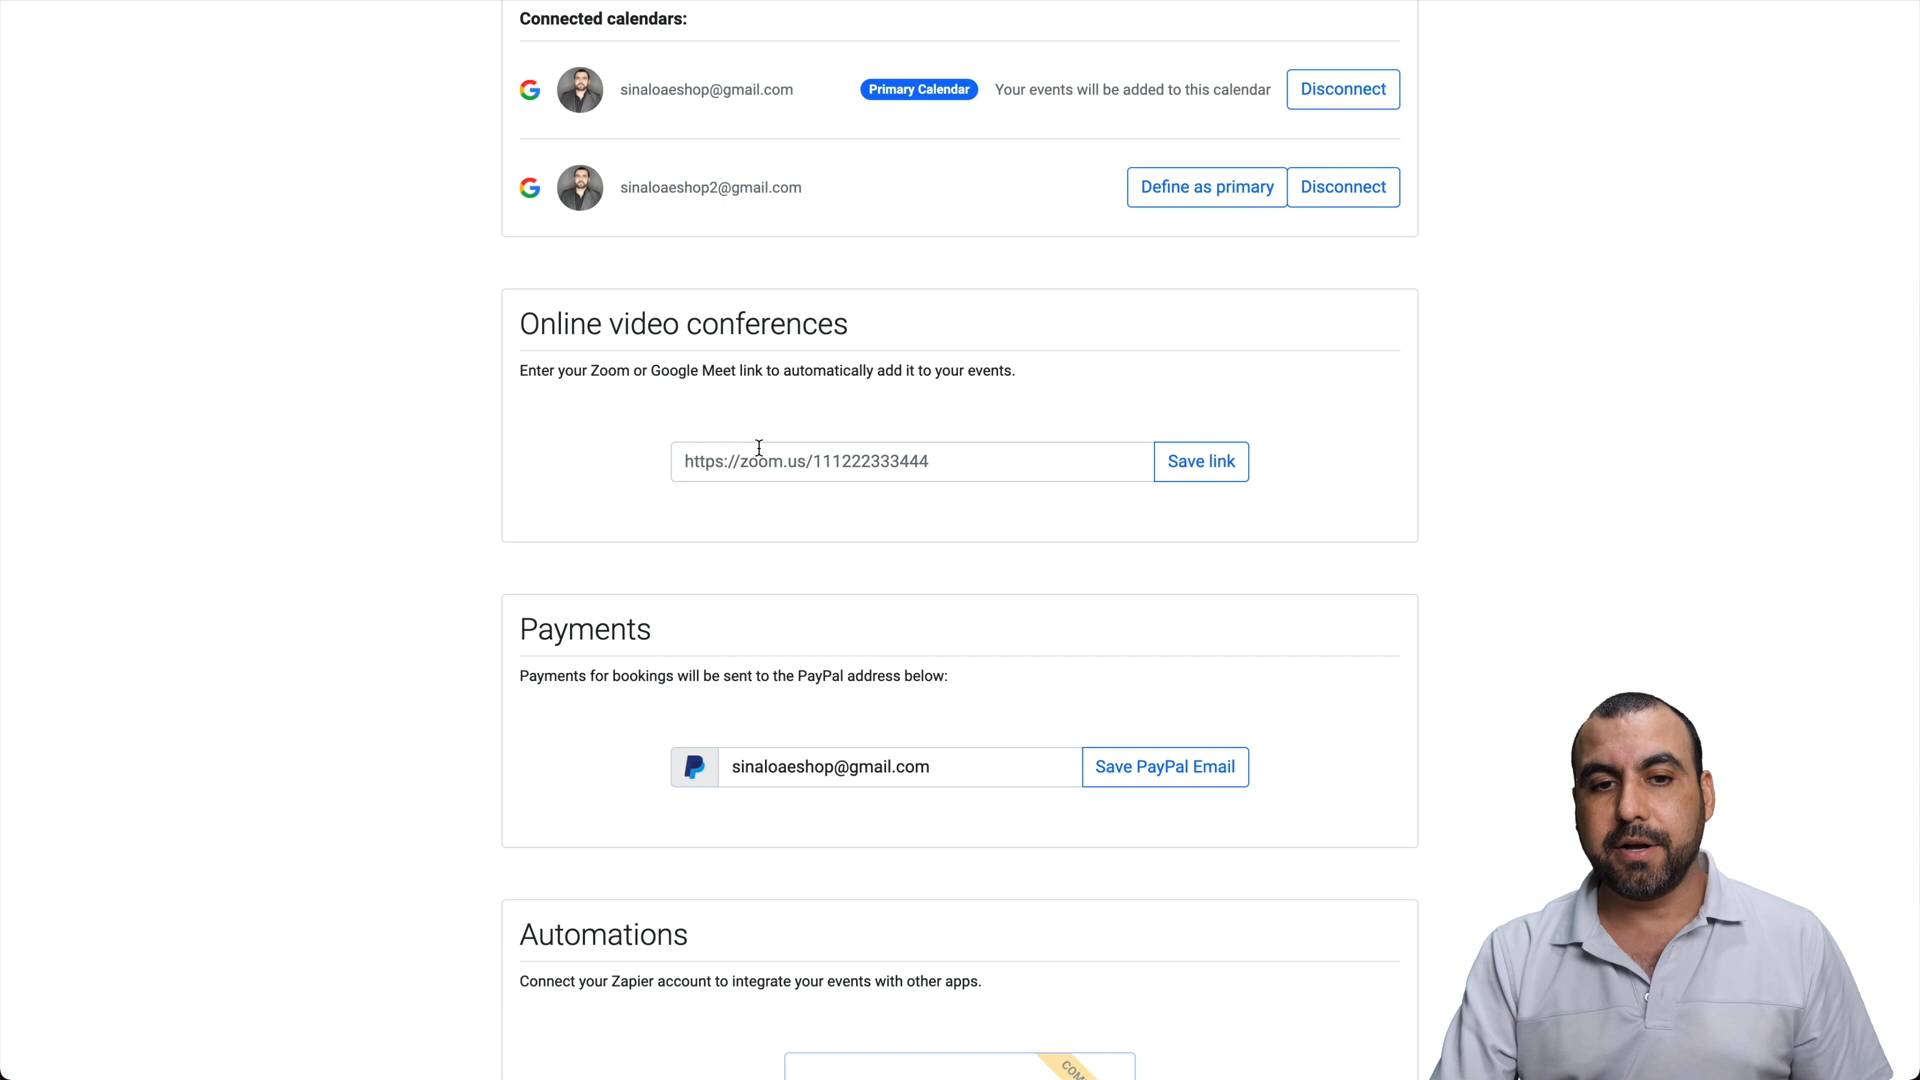 Connected calendars:
sinaloaeshop@gmail.com Primary Calendar Your events will be added to this calendar Disconnect
sinaloaeshop2@gmail.com Define as primary Disconnect
Online video conferences
Enter your Zoom or Google Meet link to automatically add it to your events.
https://zoom.us/111222333444 Save link
Payments
Payments for bookings will be sent to the PayPal address below:
sinaloaeshop@gmail.com Save PayPal Email
Automations
Connect your Zapier account to integrate your events with other apps.